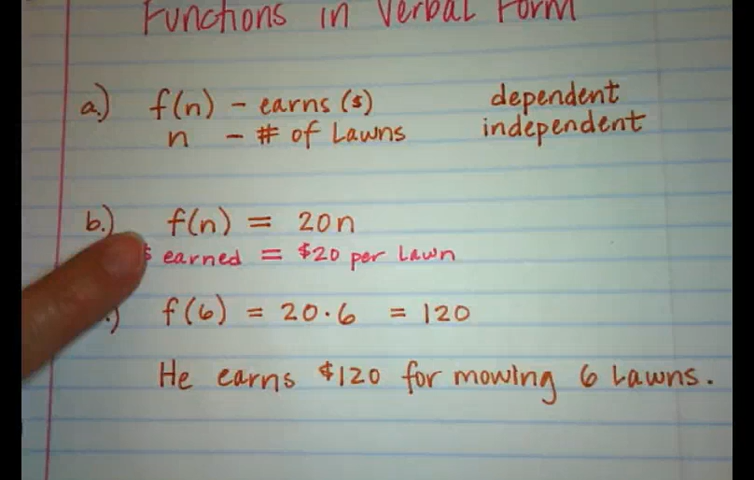 Functions in Verbal Form
a.) f(n) - earns ($) dependent
n - # of Lawns independent
b.) f(n) = 20n
$ earned = $20 per Lawn
.) f(6) = 20·6 = 120
He earns $120 for mowing 6 Lawns.